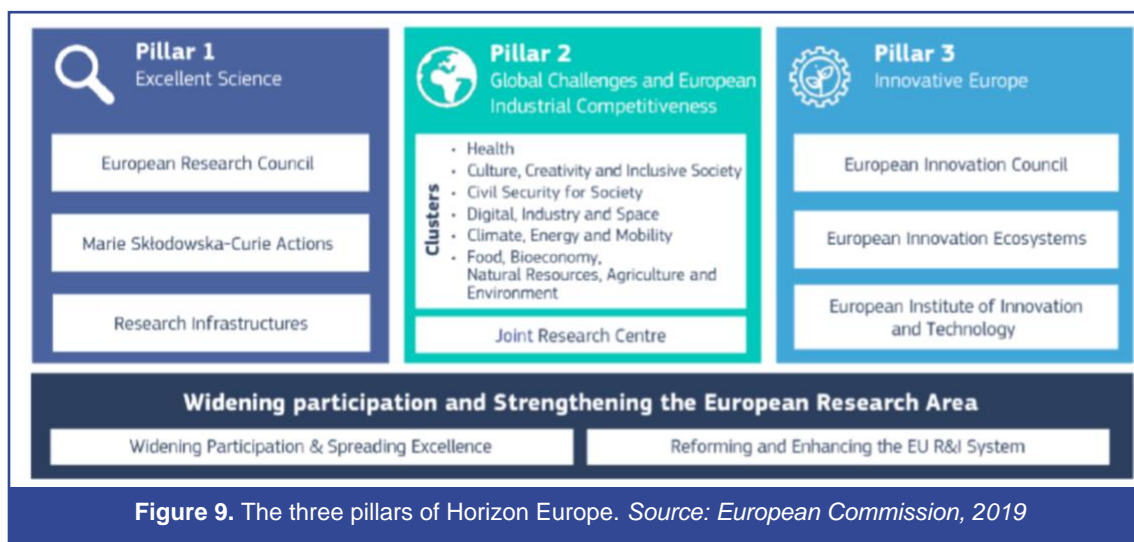 Pillar 1
Excellent Science
European Research Council
Marie Skłodowska-Curie Actions
Research Infrastructures
Pillar 2
Global Challenges and European
Industrial Competitiveness
Clusters
· Health
· Culture, Creativity and Inclusive Society
· Civil Security for Society
· Digital, Industry and Space
· Climate, Energy and Mobility
· Food, Bioeconomy,
Natural Resources, Agriculture and
Environment
Joint Research Centre
Pillar 3
Innovative Europe
European Innovation Council
European Innovation Ecosystems
European Institute of Innovation
and Technology
Widening participation and Strengthening the European Research Area
Widening Participation & Spreading Excellence
Reforming and Enhancing the EU R&I System
Figure 9. The three pillars of Horizon Europe. Source: European Commission, 2019